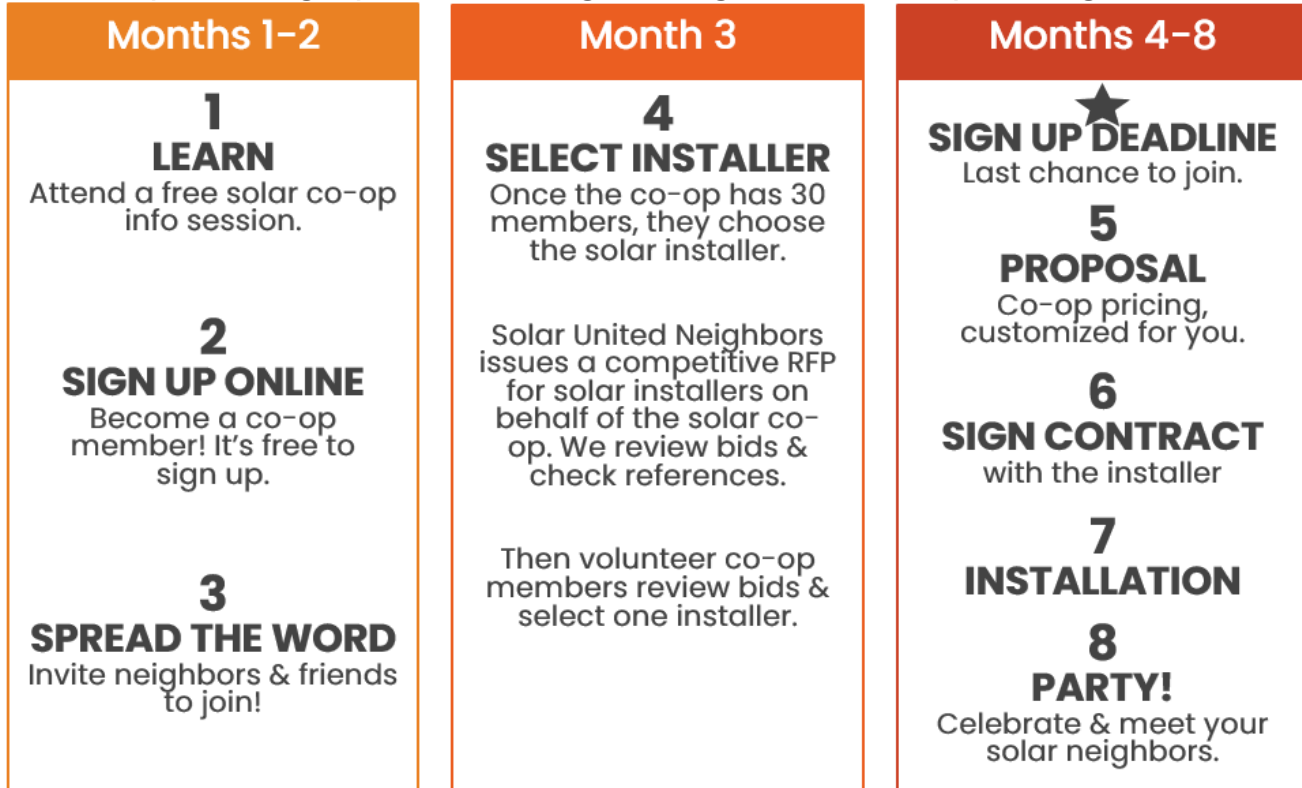 Months 1-2
1
LEARN
Attend a free solar co-op
info session.
2
SIGN UP ONLINE
Become a co-op
member! It's free to
sign up.
3
SPREAD THE WORD
Invite neighbors & friends
to join!
Month 3
4
SELECT INSTALLER
Once the co-op has 30
members, they choose
the solar installer.
Solar United Neighbors
issues a competitive RFP
for solar installers on
behalf of the solar co-
op. We review bids &
check references.
Then volunteer co-op
members review bids &
select one installer.
Months 4-8
SIGN UP DEADLINE
Last chance to join.
5
PROPOSAL
Co-op pricing,
customized for you.
6
SIGN CONTRACT
with the installer
7
INSTALLATION
8
PARTY!
Celebrate & meet your
solar neighbors.